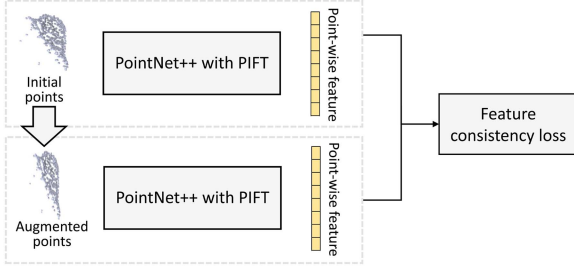 Initial
points
PointNet++ with PIFT
Point-wise feature
Feature
consistency loss
Augmented
points
PointNet++ with PIFT
Point-wise feature